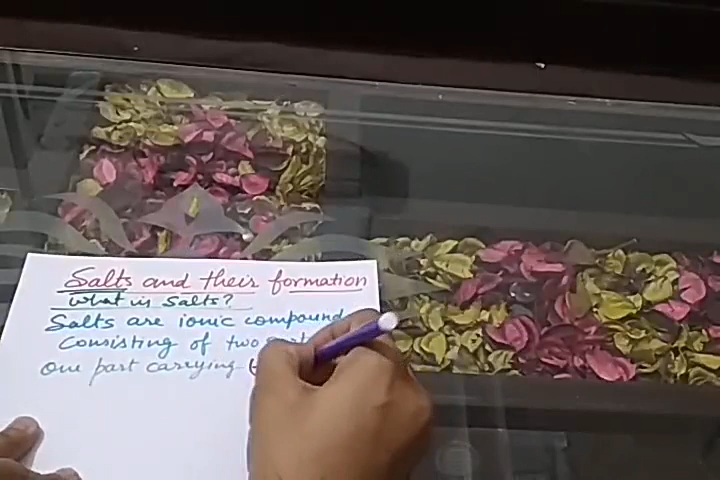 Salts and their formation
What is Salts?
Salts are ionic compound
Consisting of two
one part carrying